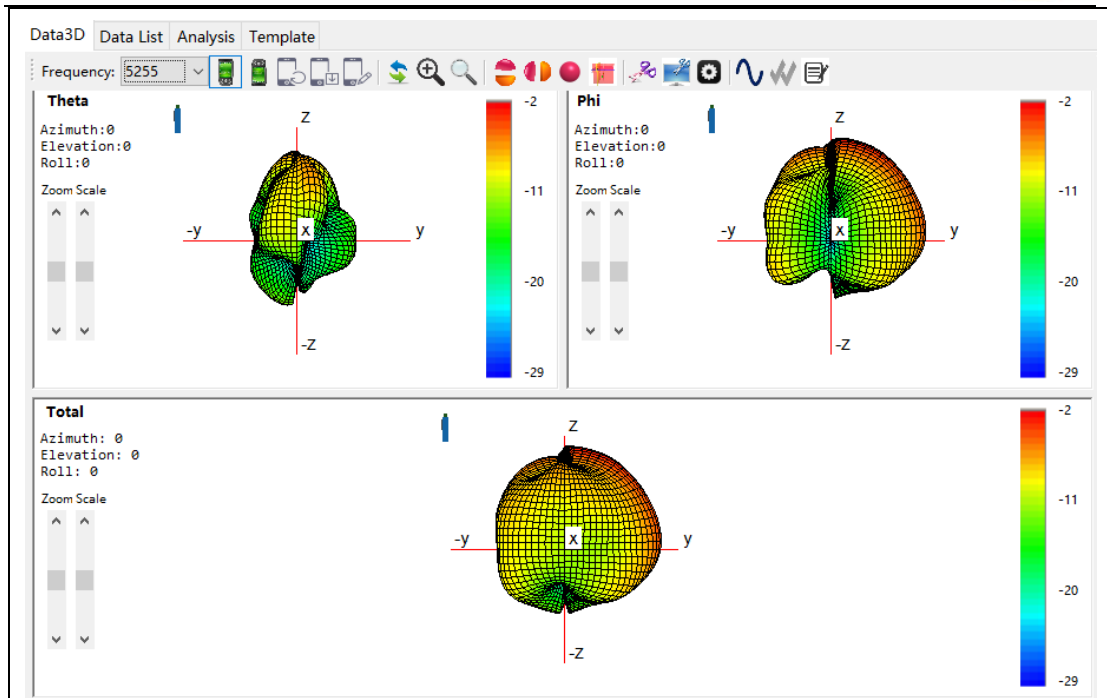 Data3D Data List Analysis Template
Frequency: 5255
Theta
Azimuth:0
Elevation:0
Roll:0
Zoom Scale
Z
-y
x
y
-Z
-2
-11
-20
-29
Phi
Azimuth:0
Elevation:0
Roll:0
Zoom Scale
Z
-y
x
y
-Z
-2
-11
-20
-29
Total
Azimuth: 0
Elevation: 0
Roll: 0
Zoom Scale
Z
-y
x
y
-Z
-2
-11
-20
-29